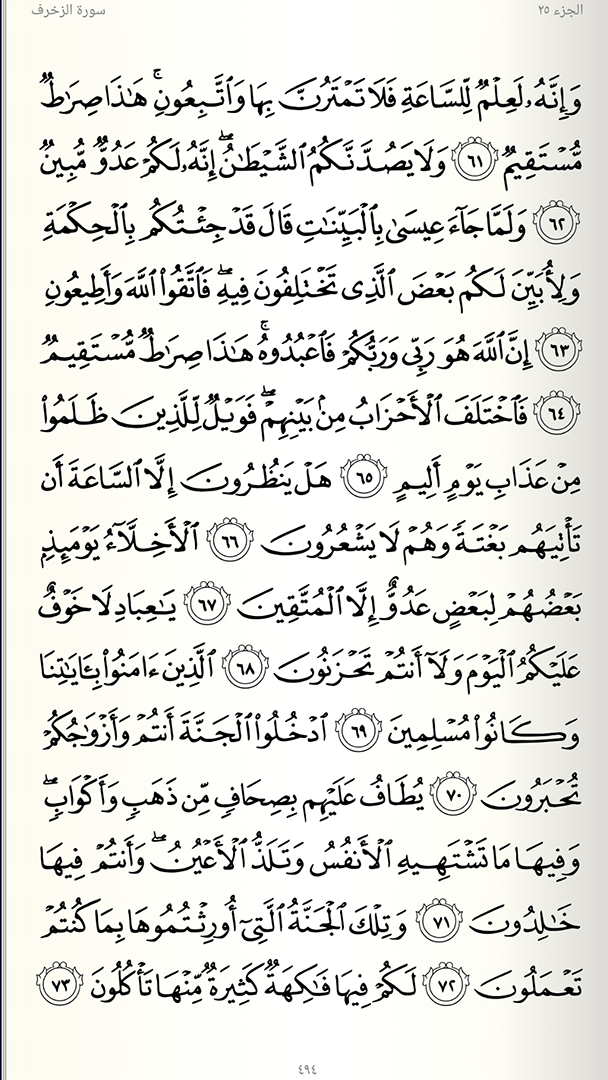 الجزء ٢٥
سورة الزخرف
وَإِنَّهُۥ لَعِلْمٌ لِّلسَّاعَةِ فَلَا تَمْتَرُنَّ بِهَا وَٱتَّبِعُونِ ۚ هَٰذَا صِرَٰطٌ
مُّسْتَقِيمٌ ٦١ وَلَا يَصُدَّنَّكُمُ ٱلشَّيْطَٰنُ ۖ إِنَّهُۥ لَكُمْ عَدُوٌّ مُّبِينٌ
٦٢ وَلَمَّا جَآءَ عِيسَىٰ بِٱلْبَيِّنَٰتِ قَالَ قَدْ جِئْتُكُم بِٱلْحِكْمَةِ
وَلِأُبَيِّنَ لَكُم بَعْضَ ٱلَّذِى تَخْتَلِفُونَ فِيهِ ۖ فَٱتَّقُوا۟ ٱللَّهَ وَأَطِيعُونِ
٦٣ إِنَّ ٱللَّهَ هُوَ رَبِّى وَرَبُّكُمْ فَٱعْبُدُوهُ ۚ هَٰذَا صِرَٰطٌ مُّسْتَقِيمٌ
٦٤ فَٱخْتَلَفَ ٱلْأَحْزَابُ مِنۢ بَيْنِهِمْ ۖ فَوَيْلٌ لِّلَّذِينَ ظَلَمُوا۟
مِنْ عَذَابِ يَوْمٍ أَلِيمٍ ٦٥ هَلْ يَنظُرُونَ إِلَّا ٱلسَّاعَةَ أَن
تَأْتِيَهُم بَغْتَةً وَهُمْ لَا يَشْعُرُونَ ٦٦ ٱلْأَخِلَّآءُ يَوْمَئِذٍۭ
بَعْضُهُمْ لِبَعْضٍ عَدُوٌّ إِلَّا ٱلْمُتَّقِينَ ٦٧ يَٰعِبَادِ لَا خَوْفٌ
عَلَيْكُمُ ٱلْيَوْمَ وَلَآ أَنتُمْ تَحْزَنُونَ ٦٨ ٱلَّذِينَ ءَامَنُوا۟ بِـَٔايَٰتِنَا
وَكَانُوا۟ مُسْلِمِينَ ٦٩ ٱدْخُلُوا۟ ٱلْجَنَّةَ أَنتُمْ وَأَزْوَٰجُكُمْ
تُحْبَرُونَ ٧٠ يُطَافُ عَلَيْهِم بِصِحَافٍ مِّن ذَهَبٍ وَأَكْوَابٍ ۖ
وَفِيهَا مَا تَشْتَهِيهِ ٱلْأَنفُسُ وَتَلَذُّ ٱلْأَعْيُنُ ۖ وَأَنتُمْ فِيهَا
خَٰلِدُونَ ٧١ وَتِلْكَ ٱلْجَنَّةُ ٱلَّتِىٓ أُورِثْتُمُوهَا بِمَا كُنتُمْ
تَعْمَلُونَ ٧٢ لَكُمْ فِيهَا فَٰكِهَةٌ كَثِيرَةٌ مِّنْهَا تَأْكُلُونَ ٧٣
٤٩٤